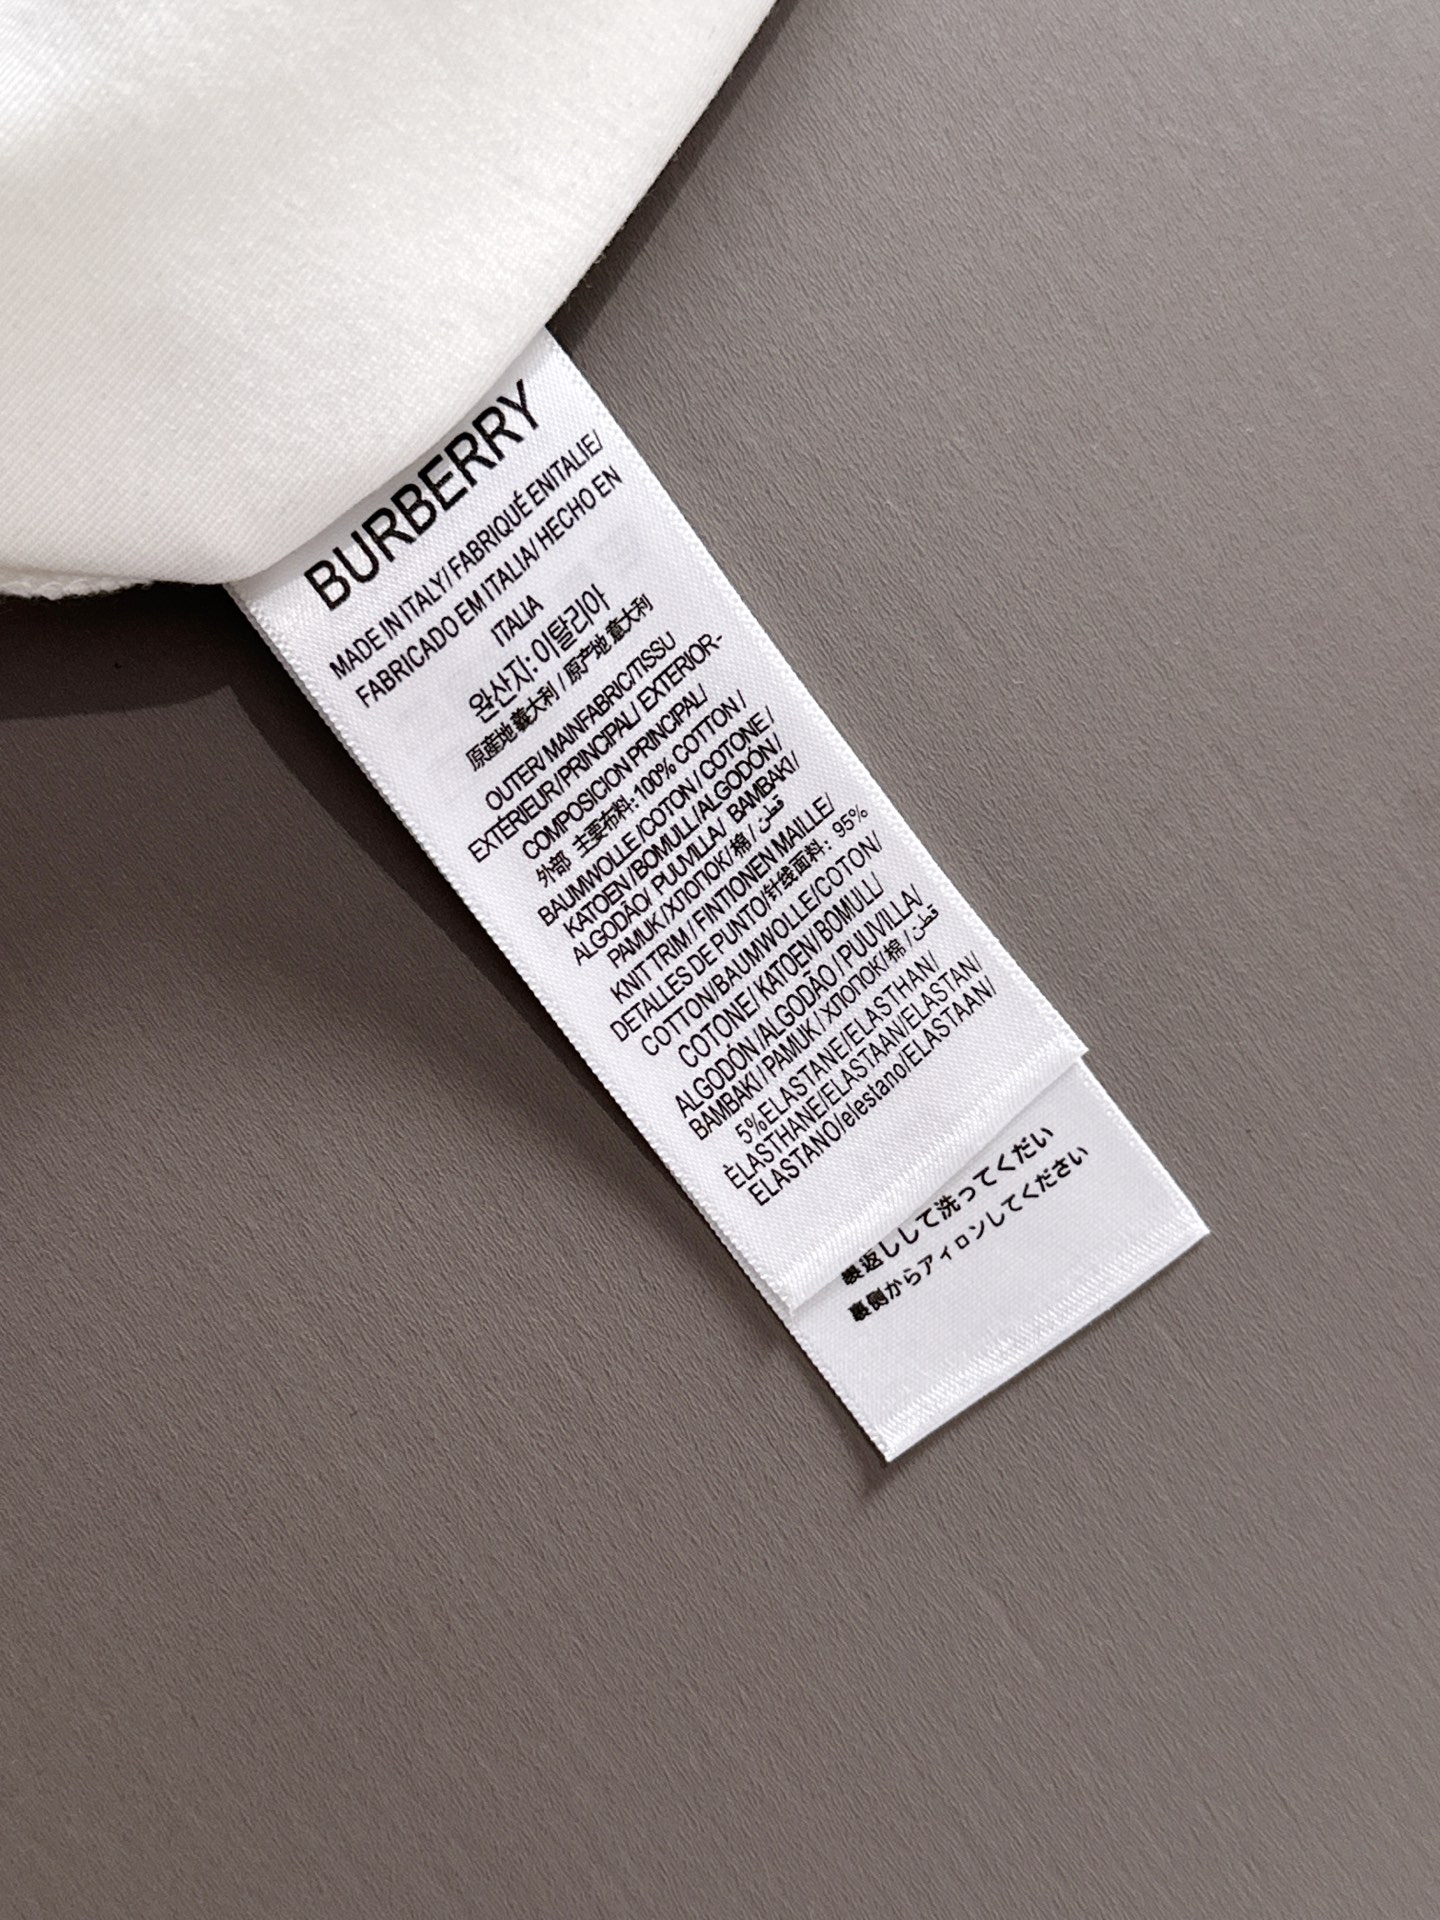 BURBERRY
MADE IN ITALY/ FABRIQUÉ ENITALIE/
FABRICADO EM ITALIA/ HECHO EN
ITALIA
완산지: 이탈리아
原産地 義大利 / 原产地 意大利
OUTER/ MAINFABRIC/TISSU
EXTÉRIEUR/PRINCIPAL/ EXTERIOR-
COMPOSICION PRINCIPAL/
外部 主要布料:100% COTTON /
BAUMWOLLE/COTON / COTONE /
KATOEN/BOMULL/ALGODÓN/
ALGODÃO/ PUUVILLA/ BAMBAKI/
PAMUK/ХЛОПОК/棉 / قطن
KNIT TRIM / FINTIONEN MAILLE/
DETALLES DE PUNTO/针线面料: 95%
COTTON/BAUMWOLLE/COTON/
COTONE/ KATOEN/BOMULL/
ALGODÓN /ALGODÃO / PUUVILLA/
BAMBAKI / PAMUK / ХЛОПОК/棉 / قطن
5%ELASTANE/ELASTHAN/
ÈLASTHANE/ELASTAAN/ELASTAN/
ELASTANO/elestano/ELASTAAN/
裏返しして洗ってくだい
裏側からアィロンしてください